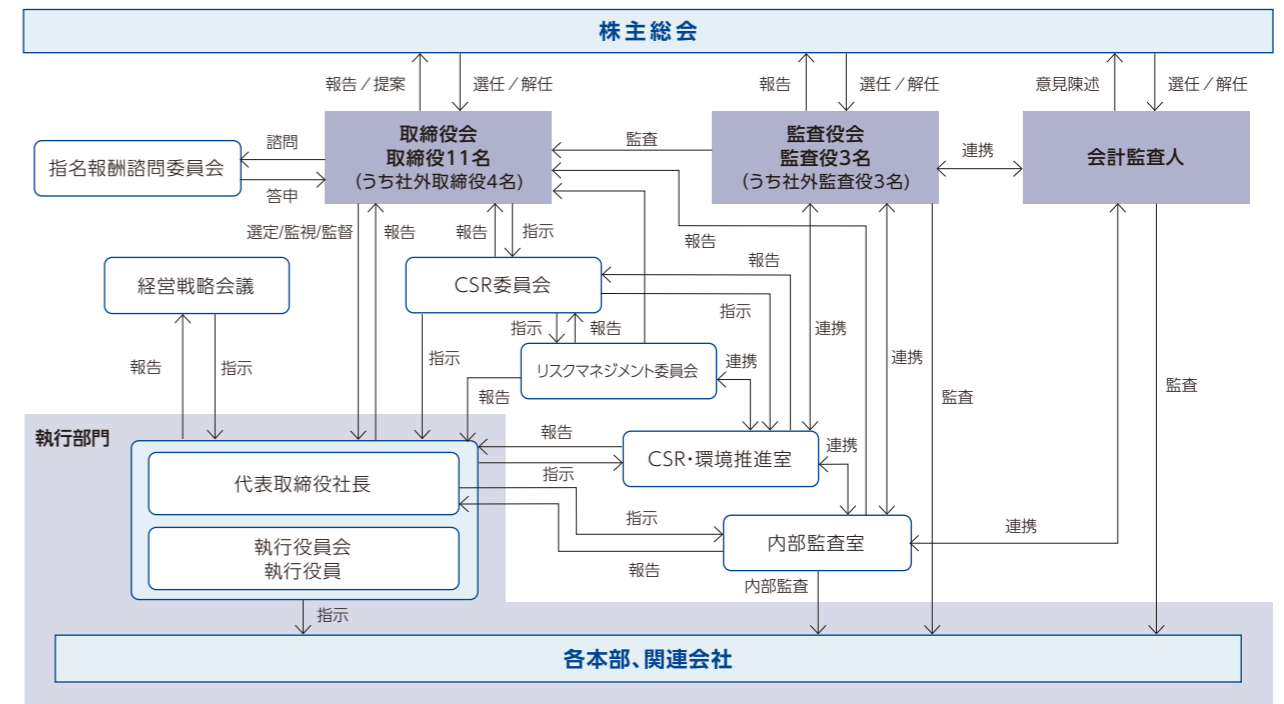 株主総会
報告／提案
選任／解任
報告
選任／解任
意見陳述
選任／解任
取締役会
取締役11名
(うち社外取締役4名)
監査役会
監査役3名
(うち社外監査役3名)
会計監査人
監査
連携
指名報酬諮問委員会
諮問
答申
選定/監視/監督
報告
報告
指示
報告
報告
経営戦略会議
CSR委員会
指示
指示
報告
連携
連携
報告
指示
指示
リスクマネジメント委員会
連携
報告
監査
監査
執行部門
報告
CSR・環境推進室
連携
代表取締役社長
指示
指示
内部監査室
連携
執行役員会
執行役員
報告
内部監査
指示
各本部、関連会社